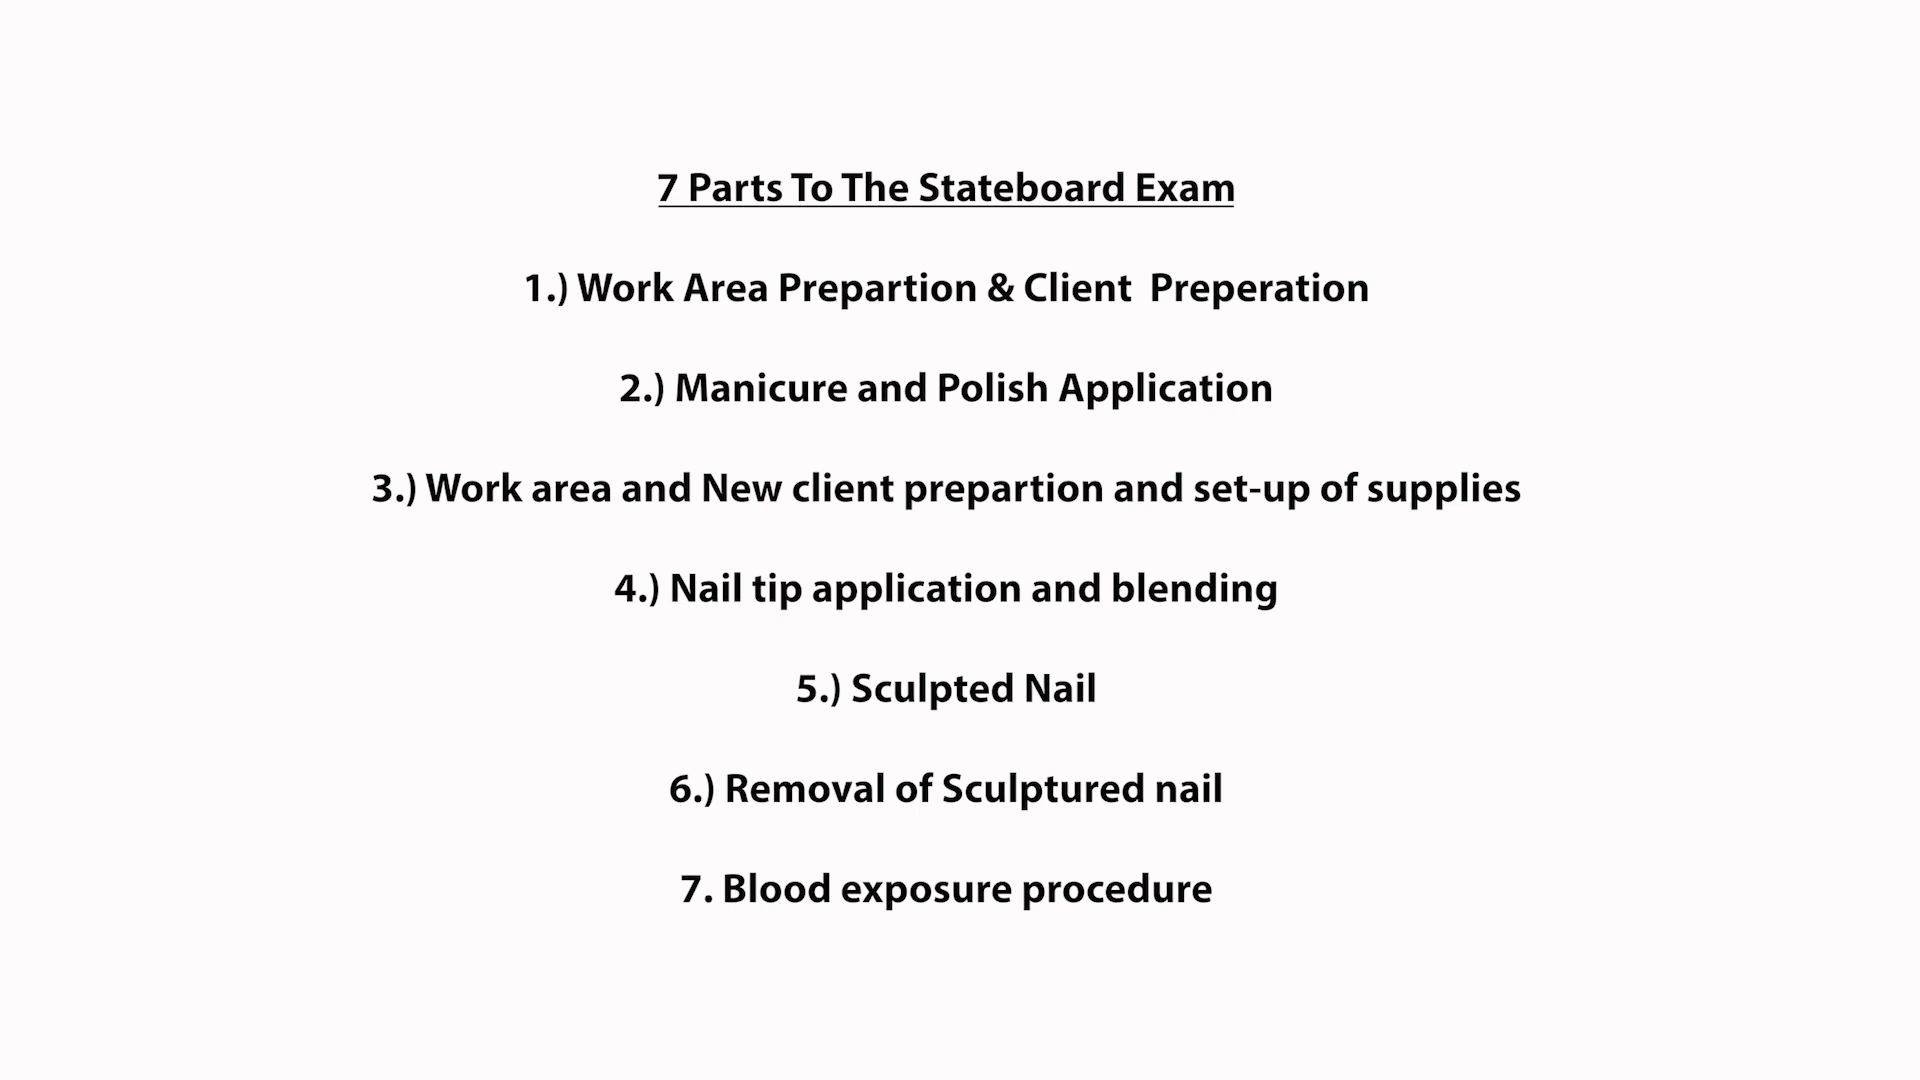 7 Parts To The Stateboard Exam
1.) Work Area Prepartion & Client  Preperation
2.) Manicure and Polish Application
3.) Work area and New client prepartion and set-up of supplies
4.) Nail tip application and blending
5.) Sculpted Nail
6.) Removal of Sculptured nail
7. Blood exposure procedure